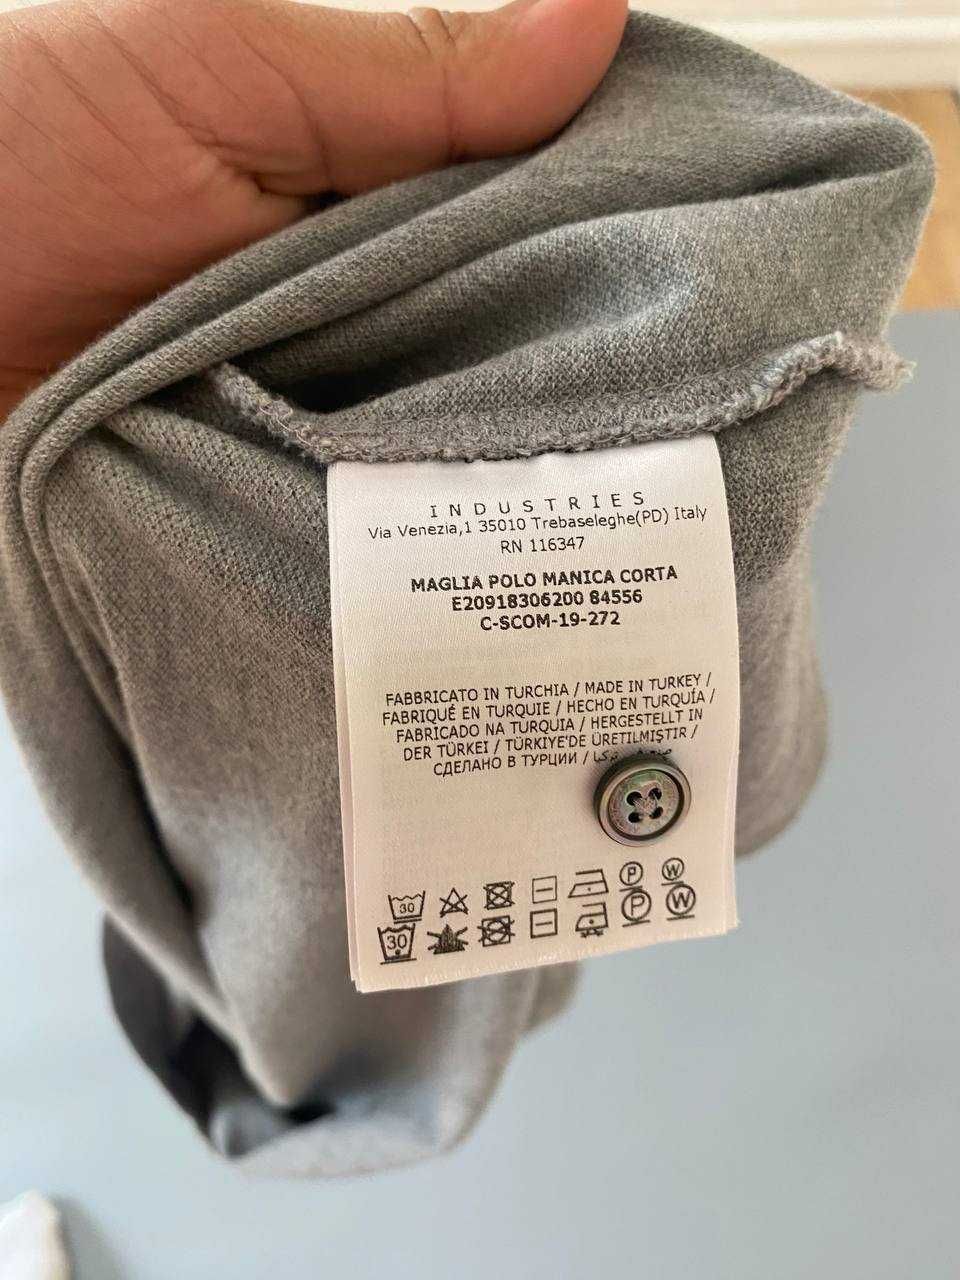 INDUSTRIES
Via Venezia,1 35010 Trebaseleghe(PD) Italy
RN 116347
MAGLIA POLO MANICA CORTA
E20918306200 84556
C-SCOM-19-272
FABBRICATO IN TURCHIA / MADE IN TURKEY /
FABRIQUÉ EN TURQUIE / HECHO EN TURQUÍA /
FABRICADO NA TURQUIA / HERGESTELLT IN
DER TÜRKEI / TÜRKIYE'DE ÜRETILMIŞTIR /
СДЕЛАНО В ТУРЦИИ /
30 P W
30 P W